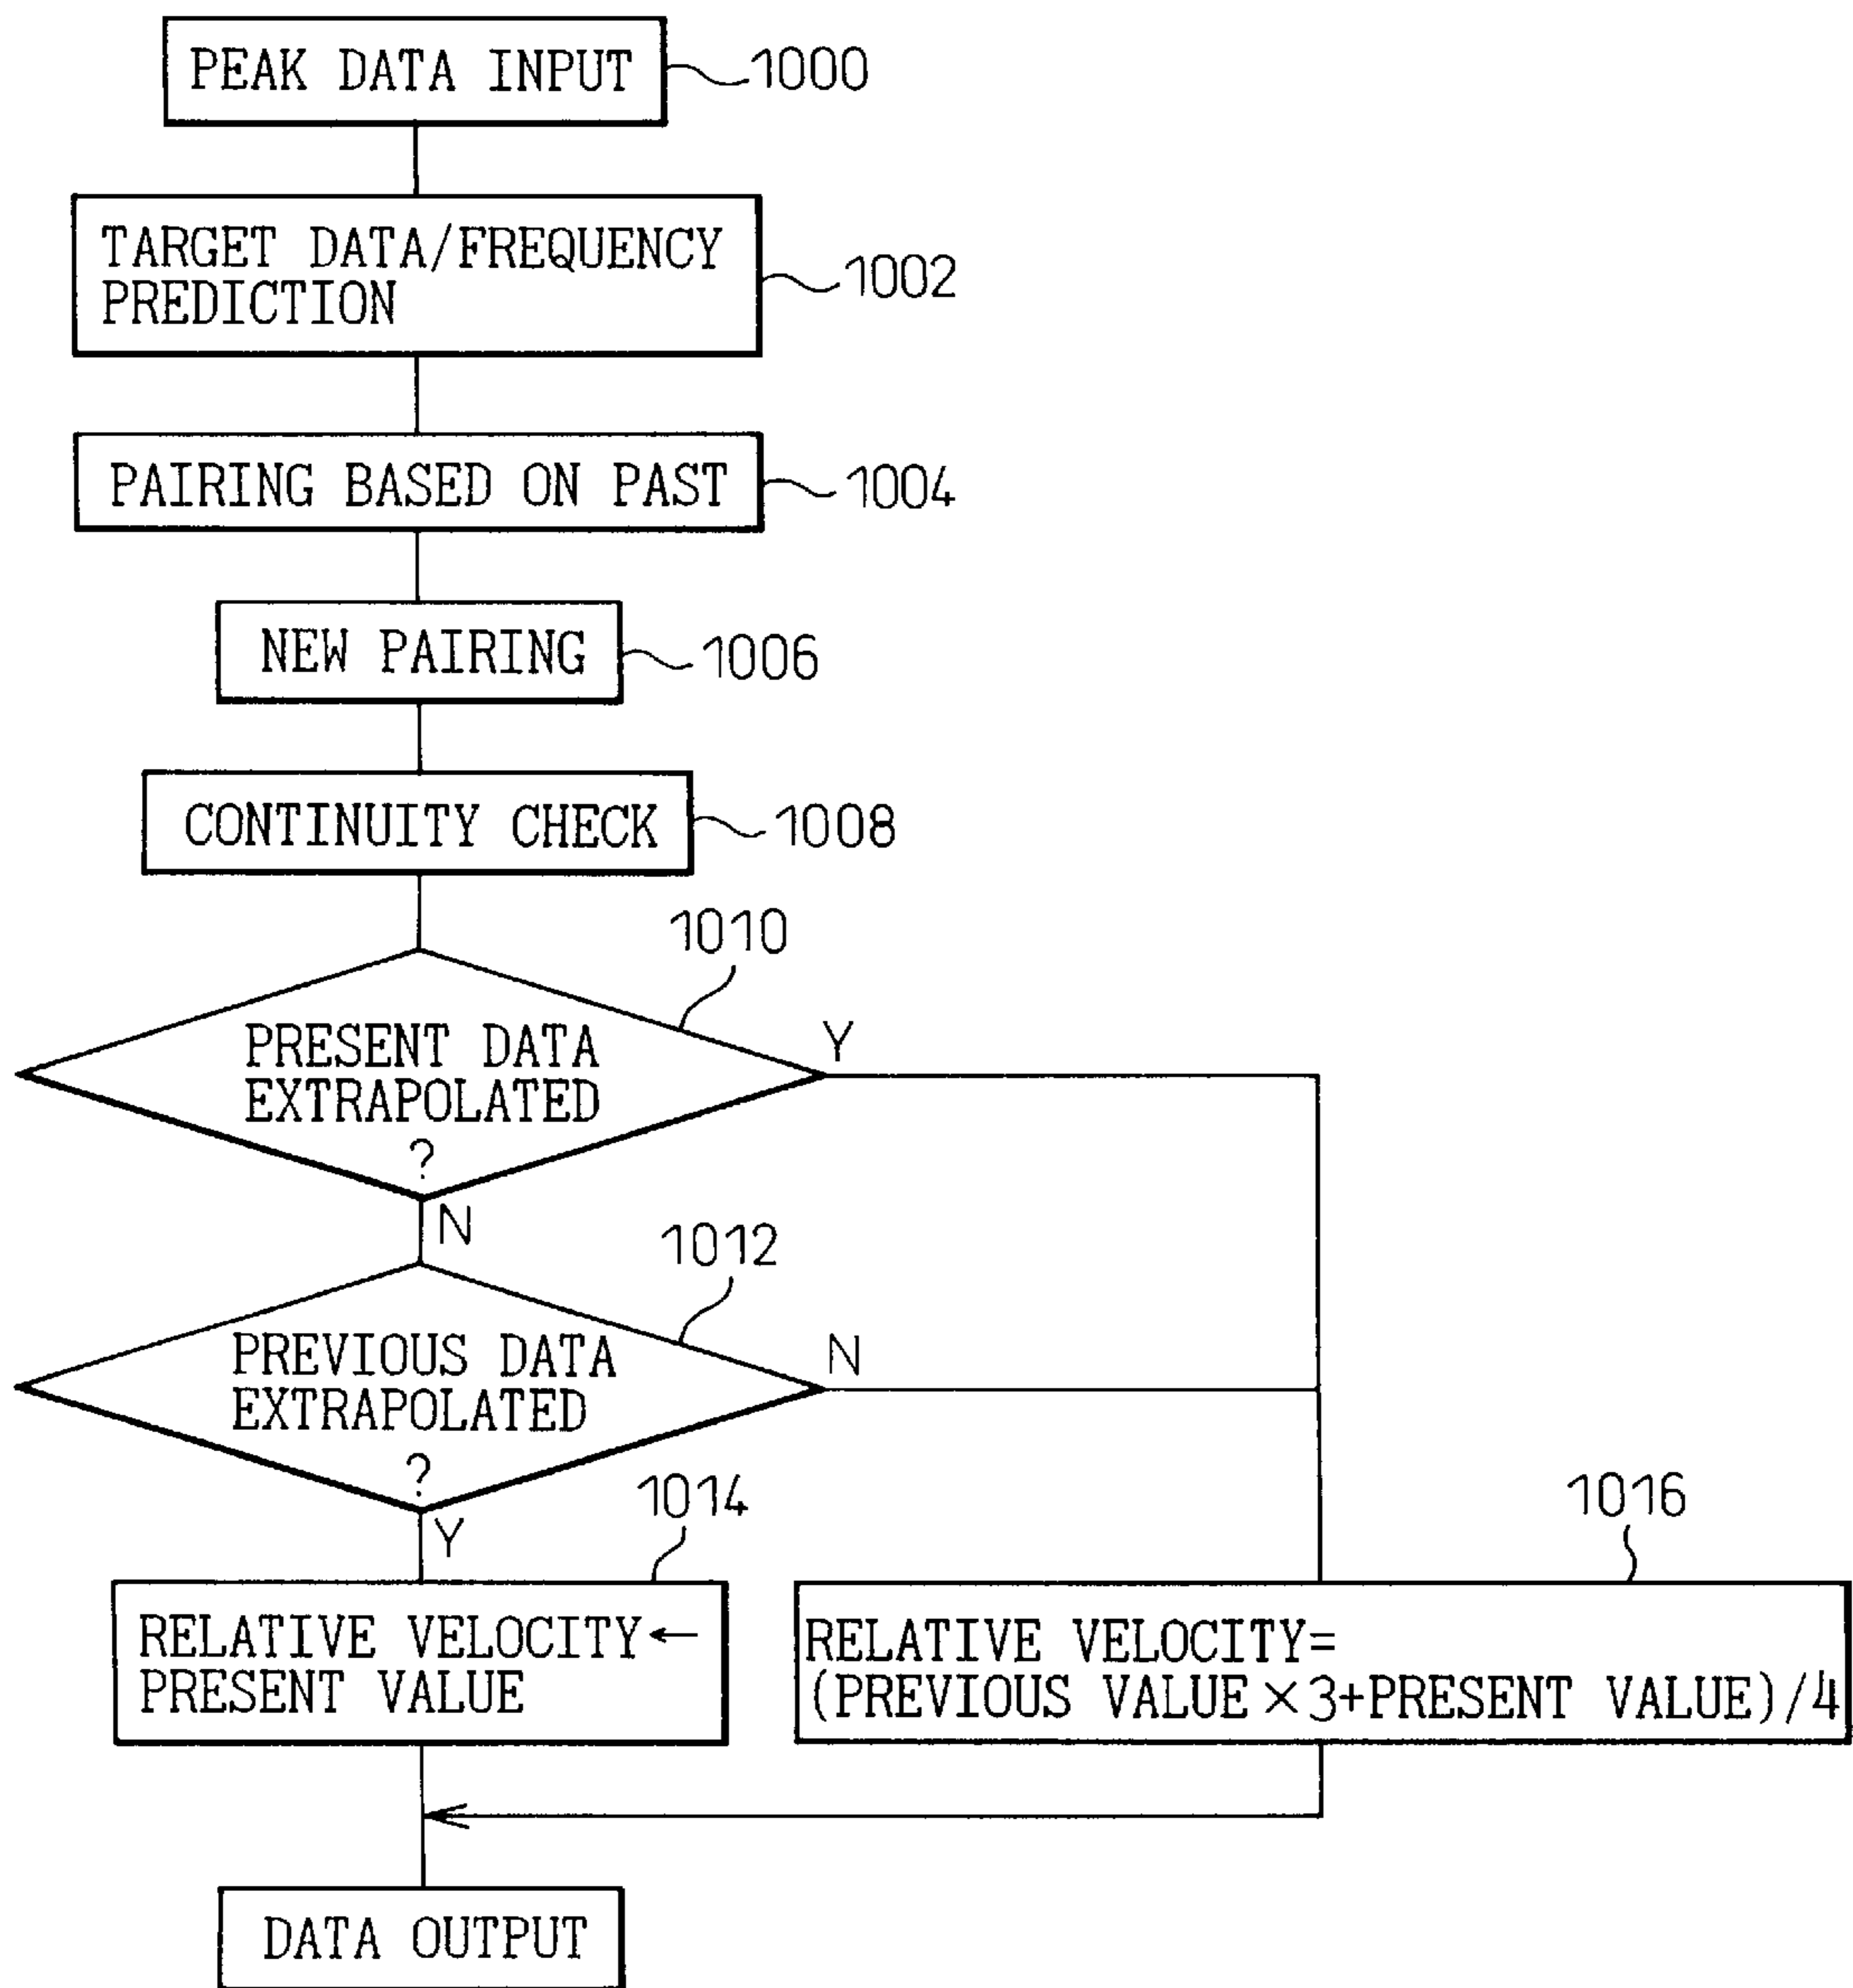 PEAK DATA INPUT
1000
TARGET DATA/FREQUENCY
PREDICTION
1002
PAIRING BASED ON PAST
1004
NEW PAIRING
1006
CONTINUITY CHECK
1008
1010
PRESENT DATA
EXTRAPOLATED
?
Y
N
1012
PREVIOUS DATA
EXTRAPOLATED
?
N
Y
1014
RELATIVE VELOCITY←
PRESENT VALUE
1016
RELATIVE VELOCITY=
(PREVIOUS VALUE×3+PRESENT VALUE)/4
DATA OUTPUT